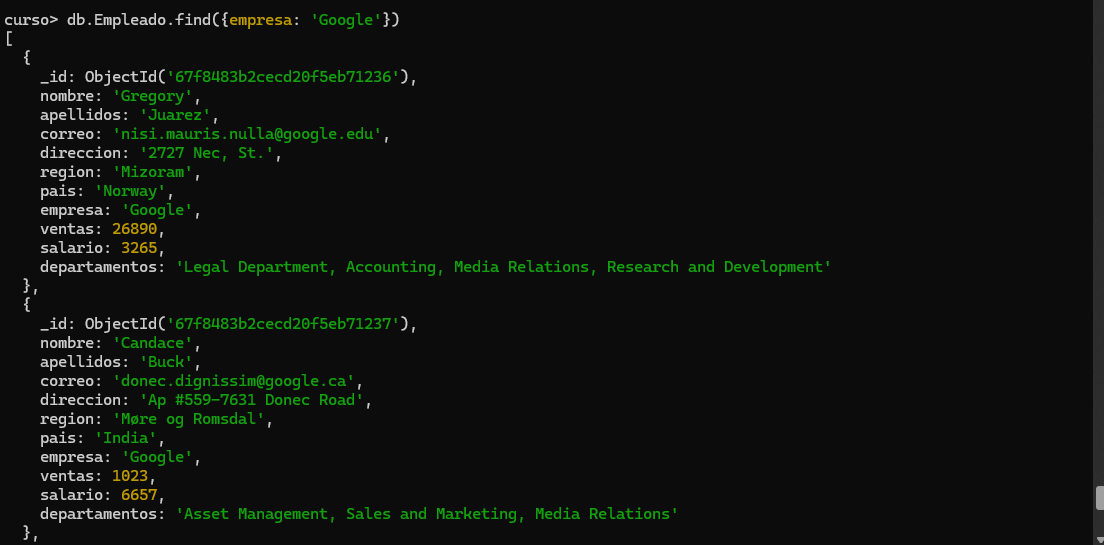 curso> db.Empleado.find({empresa: 'Google'})
[
  {
    _id: ObjectId('67f8483b2cecd20f5eb71236'),
    nombre: 'Gregory',
    apellidos: 'Juarez',
    correo: 'nisi.mauris.nulla@google.edu',
    direccion: '2727 Nec, St.',
    region: 'Mizoram',
    pais: 'Norway',
    empresa: 'Google',
    ventas: 26890,
    salario: 3265,
    departamentos: 'Legal Department, Accounting, Media Relations, Research and Development'
  },
  {
    _id: ObjectId('67f8483b2cecd20f5eb71237'),
    nombre: 'Candace',
    apellidos: 'Buck',
    correo: 'donec.dignissim@google.ca',
    direccion: 'Ap #559-7631 Donec Road',
    region: 'Møre og Romsdal',
    pais: 'India',
    empresa: 'Google',
    ventas: 1023,
    salario: 6657,
    departamentos: 'Asset Management, Sales and Marketing, Media Relations'
  },